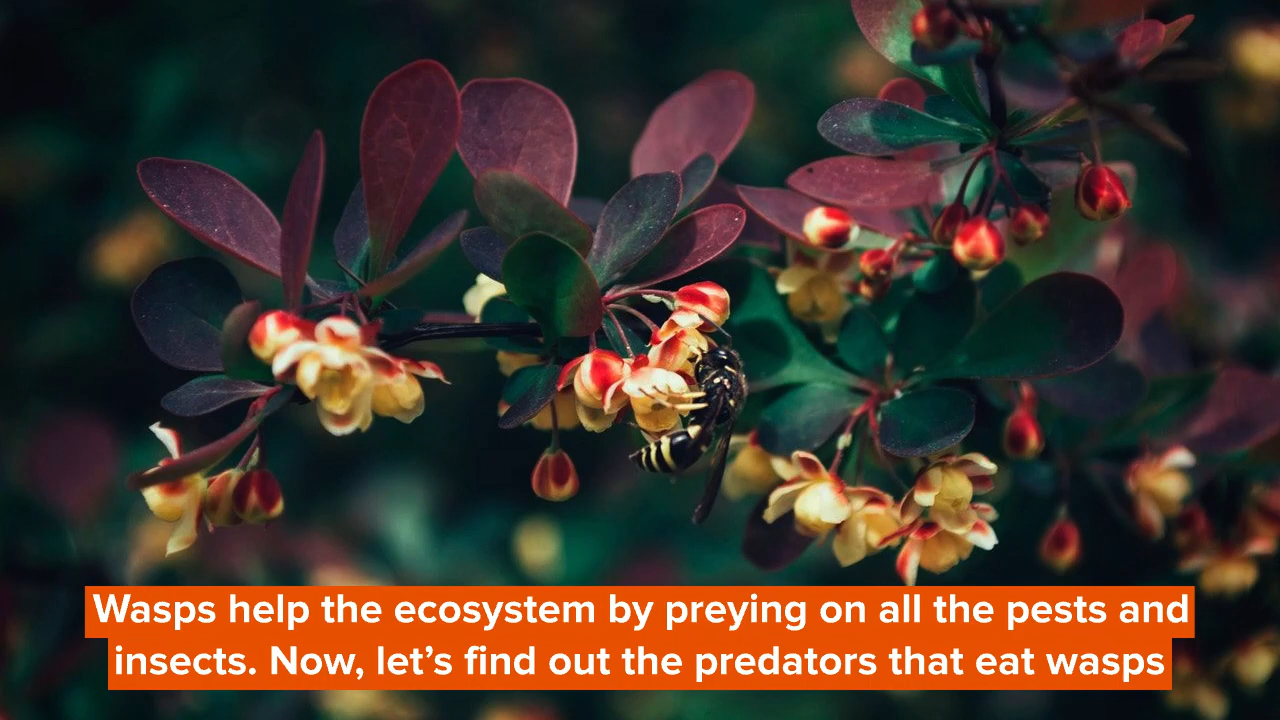 Wasps help the ecosystem by preying on all the pests and
insects. Now, let’s find out the predators that eat wasps